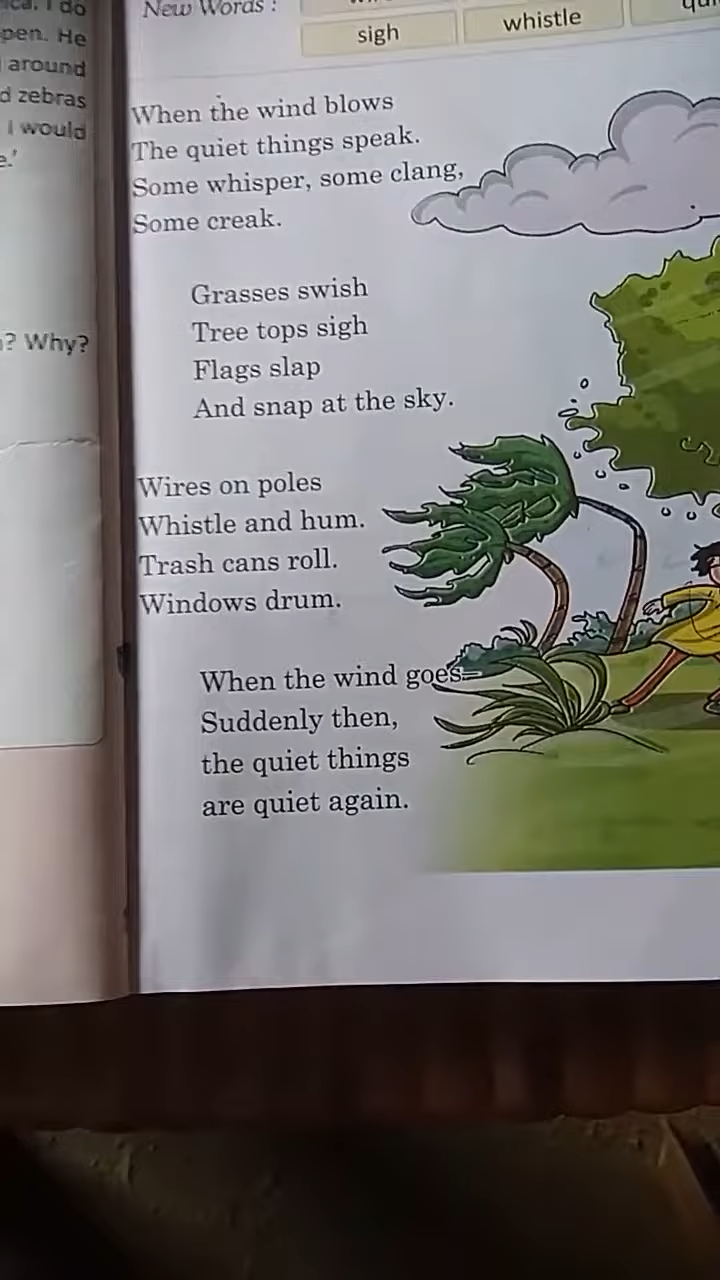 I do
pen. He
around
d zebras
I would
e.'
? Why?
New Words :
sigh
whistle
When the wind blows
The quiet things speak.
Some whisper, some clang,
Some creak.
Grasses swish
Tree tops sigh
Flags slap
And snap at the sky.
Wires on poles
Whistle and hum.
Trash cans roll.
Windows drum.
When the wind goes—
Suddenly then,
the quiet things
are quiet again.